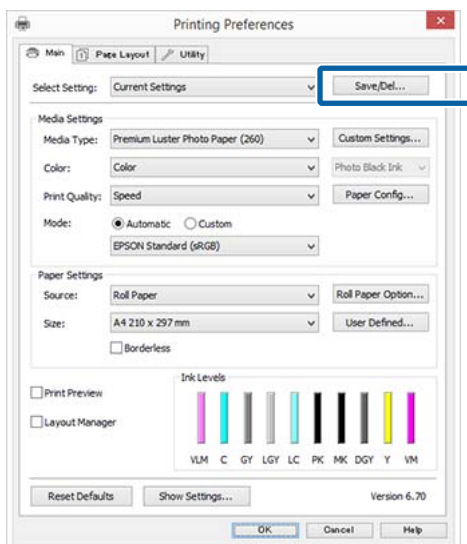 Printing Preferences
Main Page Layout Utility
Select Setting: Current Settings Save/Del...
Media Settings
Media Type: Premium Luster Photo Paper (260) Custom Settings...
Color: Color Photo Black Ink
Print Quality: Speed Paper Config...
Mode: Automatic Custom
EPSON Standard (sRGB)
Paper Settings
Source: Roll Paper Roll Paper Option...
Size: A4 210 x 297 mm User Defined...
Borderless
Ink Levels
Print Preview
Layout Manager
VLM C GY LGY LC PK MK DGY Y VM
Reset Defaults Show Settings... Version 6.70
OK Cancel Help